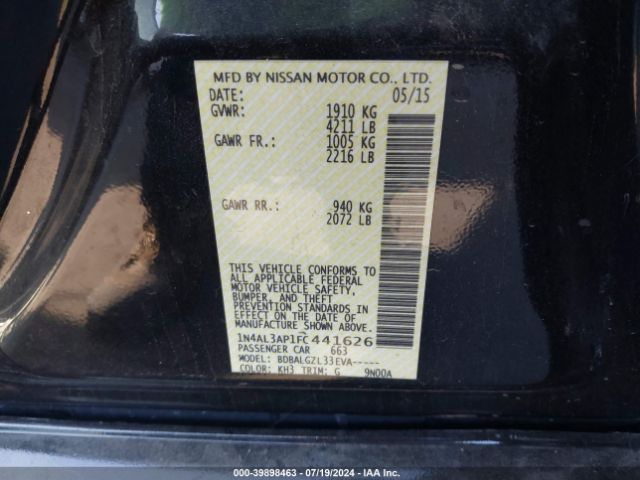 MFD BY NISSAN MOTOR CO., LTD.
DATE: 05/15
GVWR: 1910 KG
4211 LB
GAWR FR.: 1005 KG
2216 LB
GAWR RR.: 940 KG
2072 LB
THIS VEHICLE CONFORMS TO
ALL APPLICABLE FEDERAL
MOTOR VEHICLE SAFETY,
BUMPER, AND THEFT
PREVENTION STANDARDS IN
EFFECT ON THE DATE OF
MANUFACTURE SHOWN ABOVE.
1N4AL3AP1FC441626
PASSENGER CAR 663
MODEL: BDBALGZL33EVA-----
COLOR: KH3 TRIM: G 9N00A
000-39898463 - 07/19/2024 - IAA Inc.